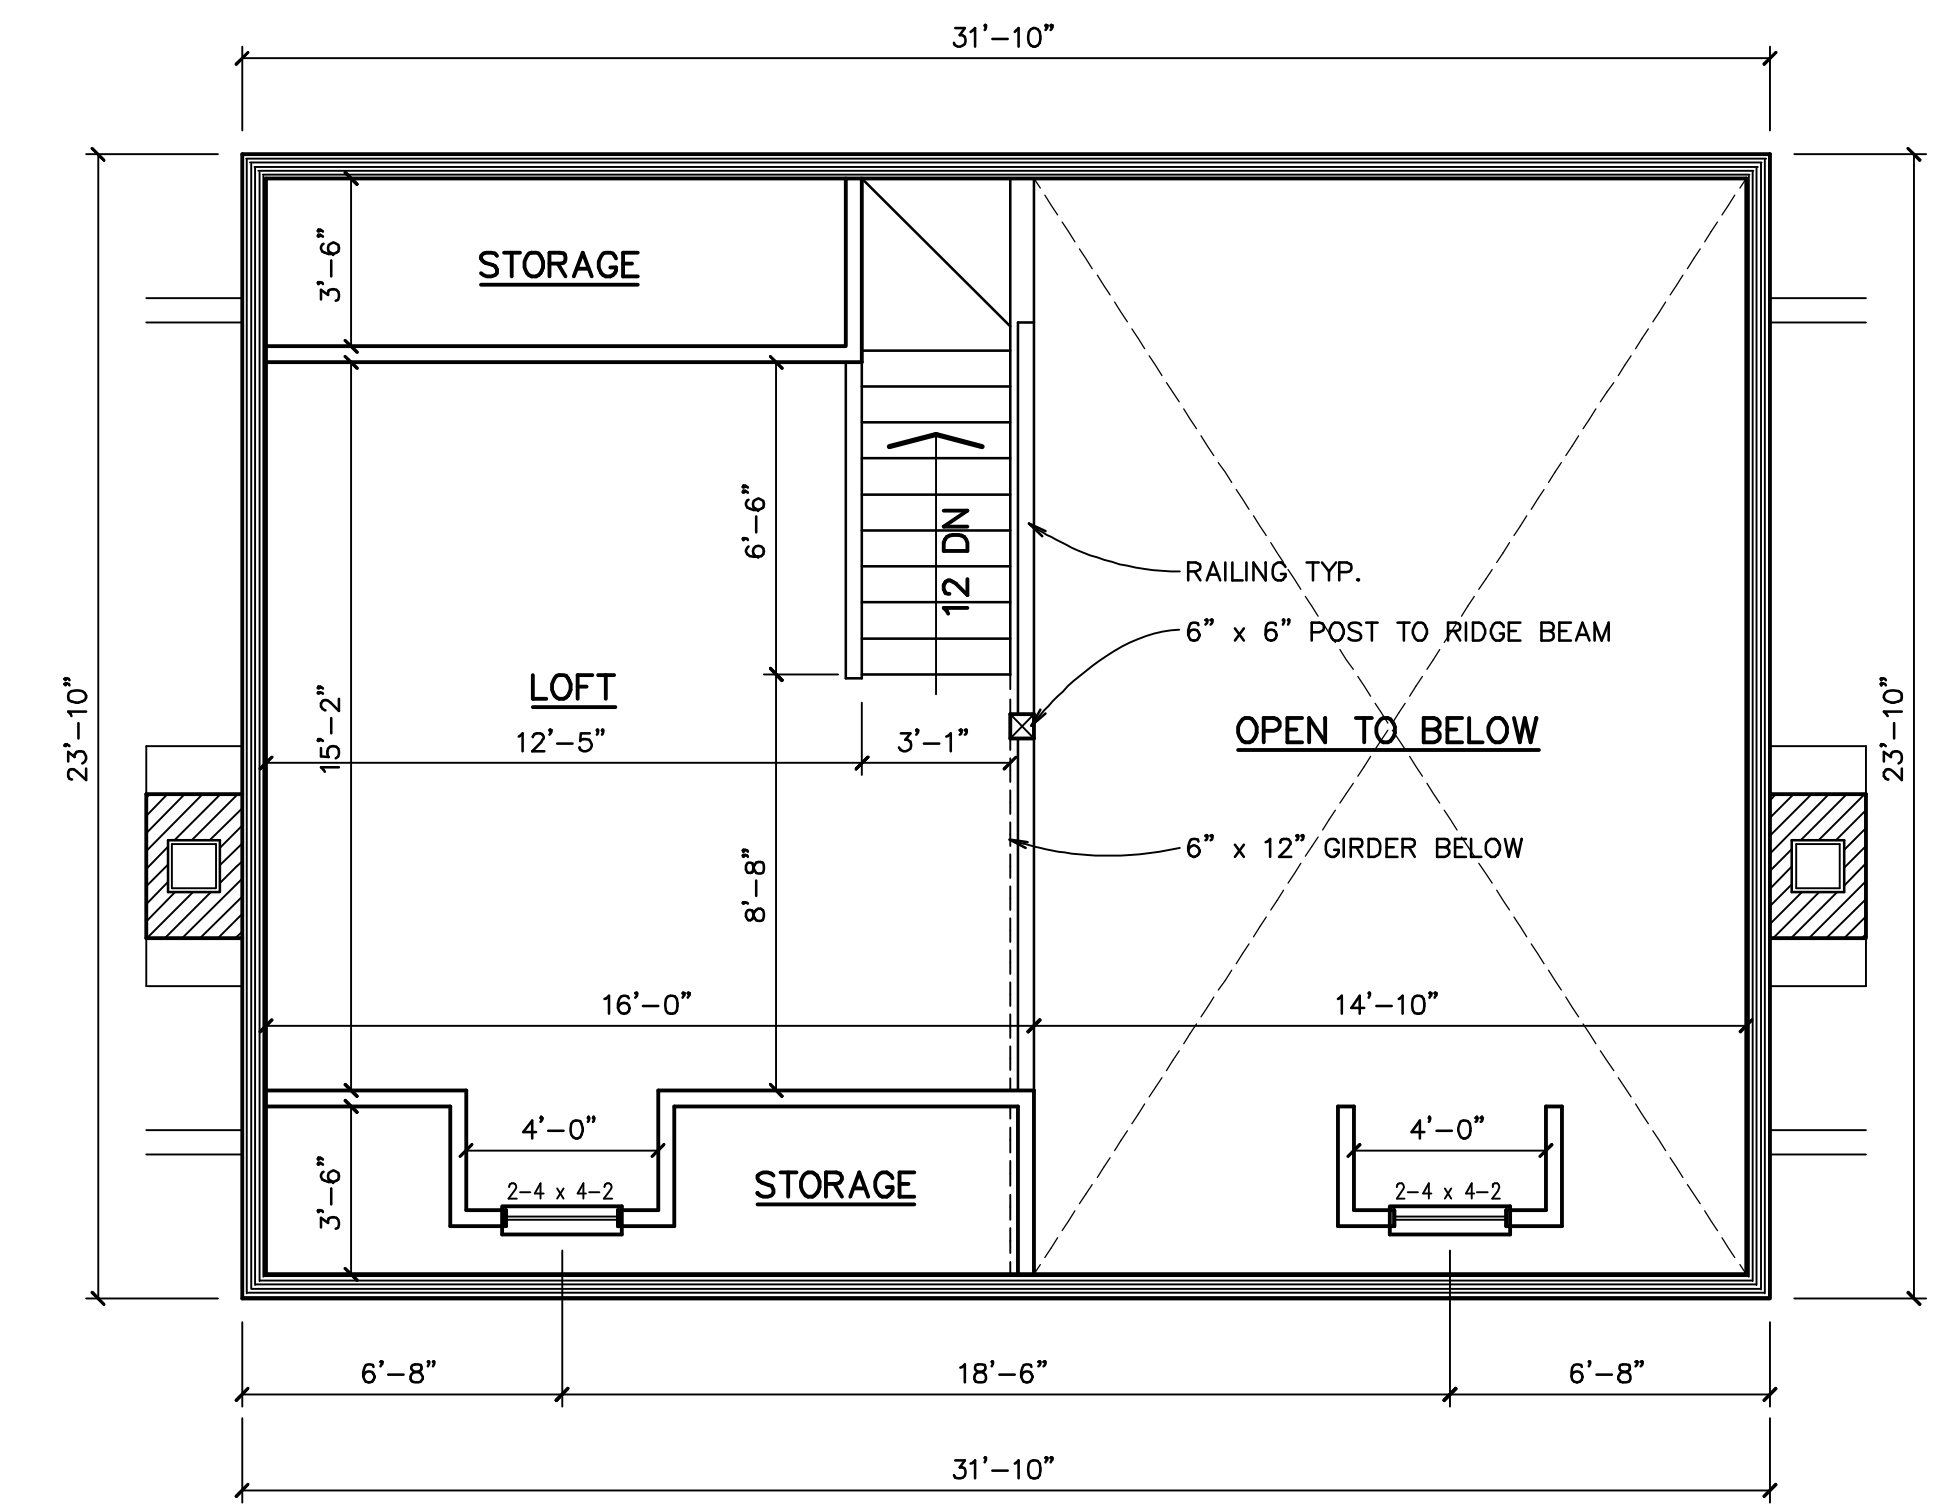 31'-10"
3'-6"
STORAGE
6'-6"
12 DN
RAILING TYP.
6" x 6" POST TO RIDGE BEAM
23'-10"
15'-2"
LOFT
12'-5"
3'-1"
OPEN TO BELOW
23'-10"
8'-8"
6" x 12" GIRDER BELOW
16'-0"
14'-10"
4'-0"
4'-0"
3'-6"
2-4 x 4-2
STORAGE
2-4 x 4-2
6'-8"
18'-6"
6'-8"
31'-10"